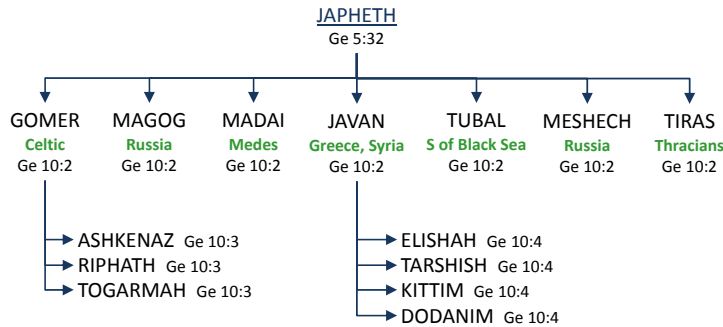 JAPHETH
Ge 5:32
GOMER MAGOG MADAI JAVAN TUBAL MESHECH TIRAS
Celtic Russia Medes Greece, Syria S of Black Sea Russia Thracians
Ge 10:2 Ge 10:2 Ge 10:2 Ge 10:2 Ge 10:2 Ge 10:2 Ge 10:2
ASHKENAZ Ge 10:3
RIPHATH Ge 10:3
TOGARMAH Ge 10:3
ELISHAH Ge 10:4
TARSHISH Ge 10:4
KITTIM Ge 10:4
DODANIM Ge 10:4